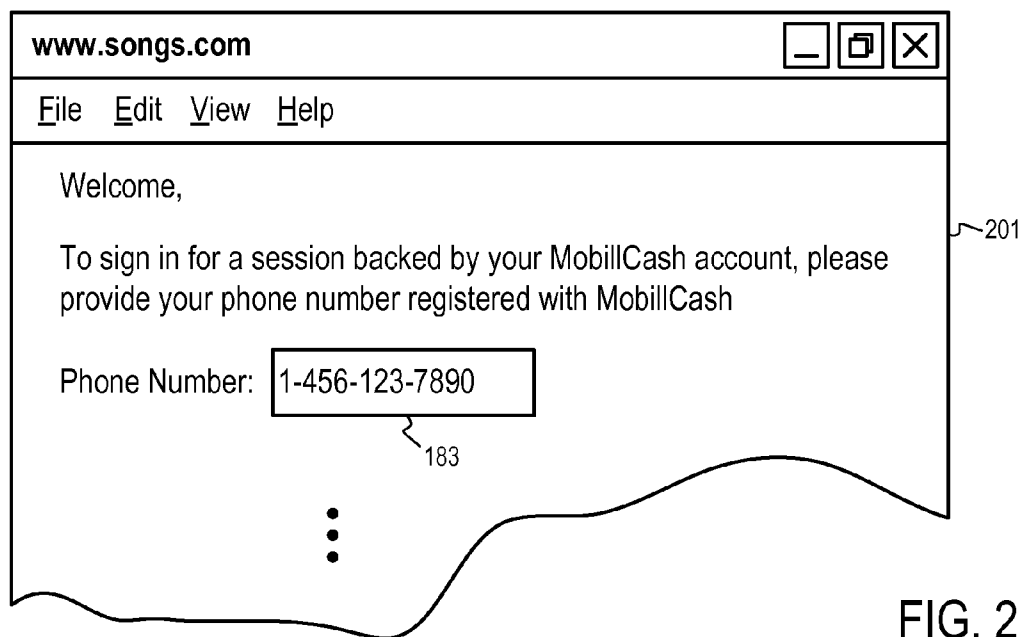 www.songs.com
File Edit View Help
Welcome,
To sign in for a session backed by your MobillCash account, please
provide your phone number registered with MobillCash
Phone Number: 1-456-123-7890
201
183
FIG. 2